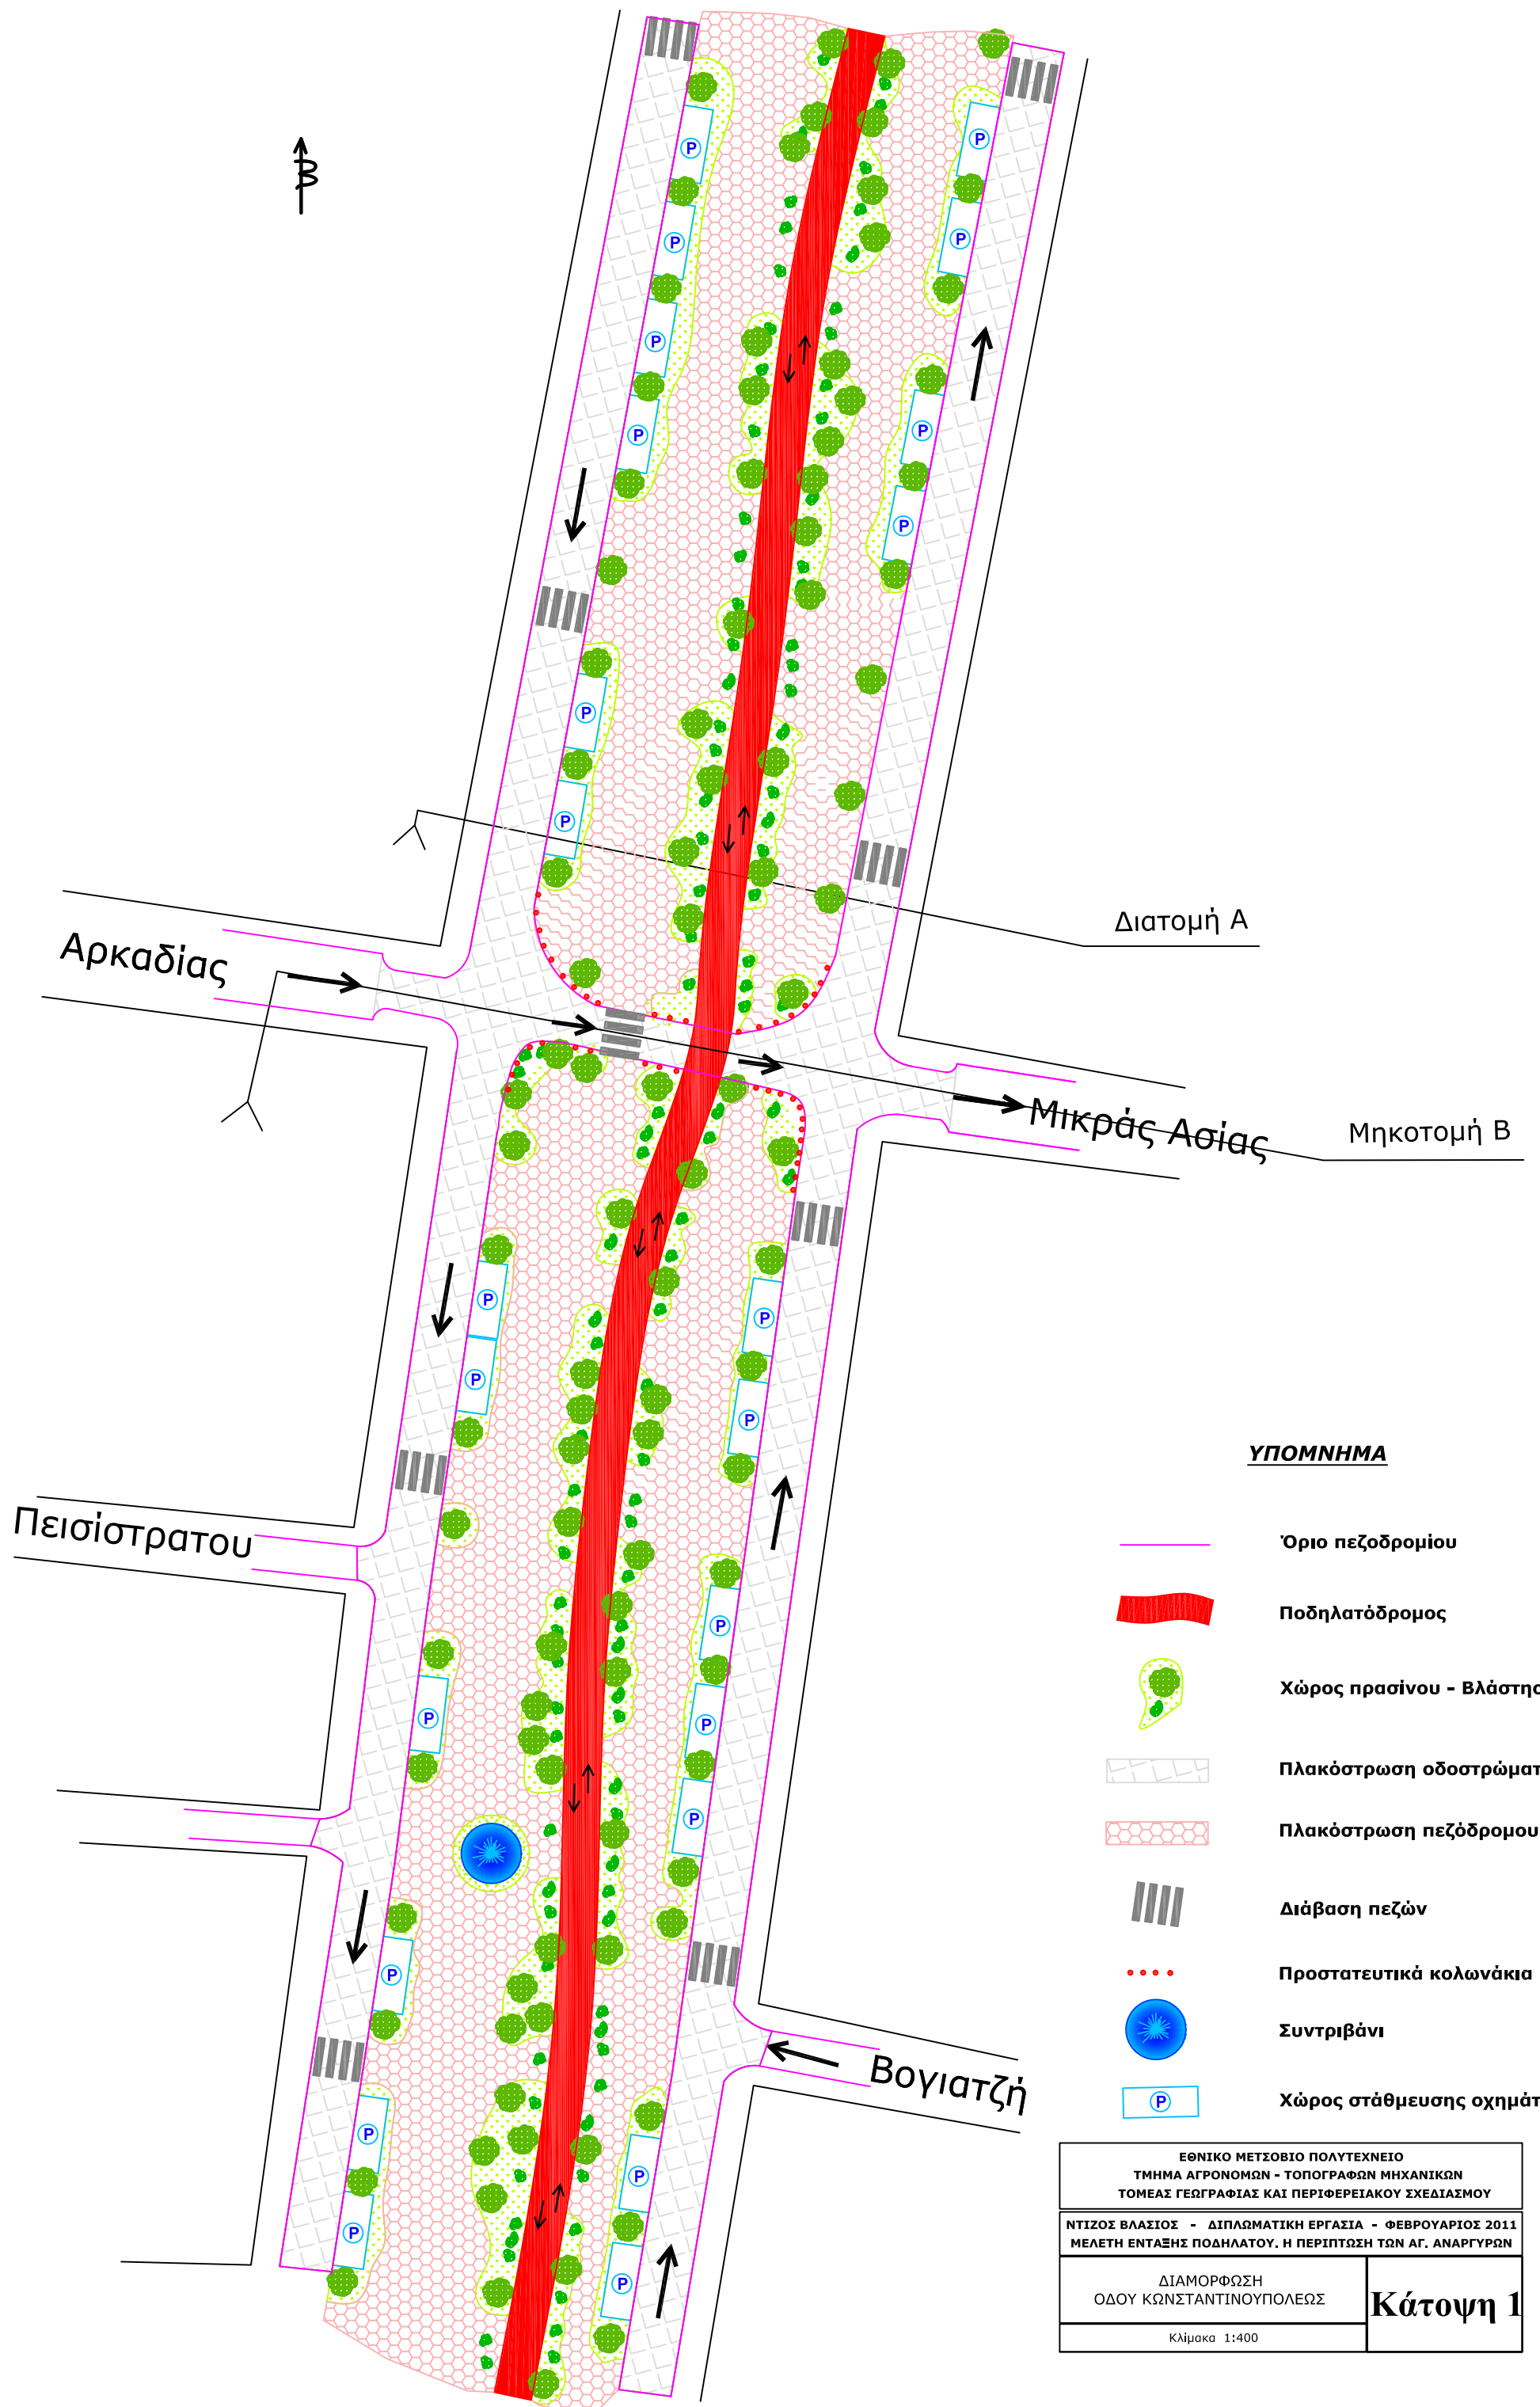 Διατομή Α
Αρκαδίας
Μικράς Ασίας
Μηκοτομή Β
ΥΠΟΜΝΗΜΑ
Πεισίστρατου
Όριο πεζοδρομίου
Ποδηλατόδρομος
Χώρος πρασίνου - Βλάστησ
Πλακόστρωση οδοστρώματ
Πλακόστρωση πεζόδρομου
Διάβαση πεζών
Προστατευτικά κολωνάκια
Συντριβάνι
Βογιατζή
P Χώρος στάθμευσης οχημάτ
ΕΘΝΙΚΟ ΜΕΤΣΟΒΙΟ ΠΟΛΥΤΕΧΝΕΙΟ
ΤΜΗΜΑ ΑΓΡΟΝΟΜΩΝ - ΤΟΠΟΓΡΑΦΩΝ ΜΗΧΑΝΙΚΩΝ
ΤΟΜΕΑΣ ΓΕΩΓΡΑΦΙΑΣ ΚΑΙ ΠΕΡΙΦΕΡΕΙΑΚΟΥ ΣΧΕΔΙΑΣΜΟΥ
ΝΤΙΖΟΣ ΒΛΑΣΙΟΣ - ΔΙΠΛΩΜΑΤΙΚΗ ΕΡΓΑΣΙΑ - ΦΕΒΡΟΥΑΡΙΟΣ 2011
ΜΕΛΕΤΗ ΕΝΤΑΞΗΣ ΠΟΔΗΛΑΤΟΥ. Η ΠΕΡΙΠΤΩΣΗ ΤΩΝ ΑΓ. ΑΝΑΡΓΥΡΩΝ
ΔΙΑΜΟΡΦΩΣΗ
ΟΔΟΥ ΚΩΝΣΤΑΝΤΙΝΟΥΠΟΛΕΩΣ
Κάτοψη 1
Κλίμακα 1:400